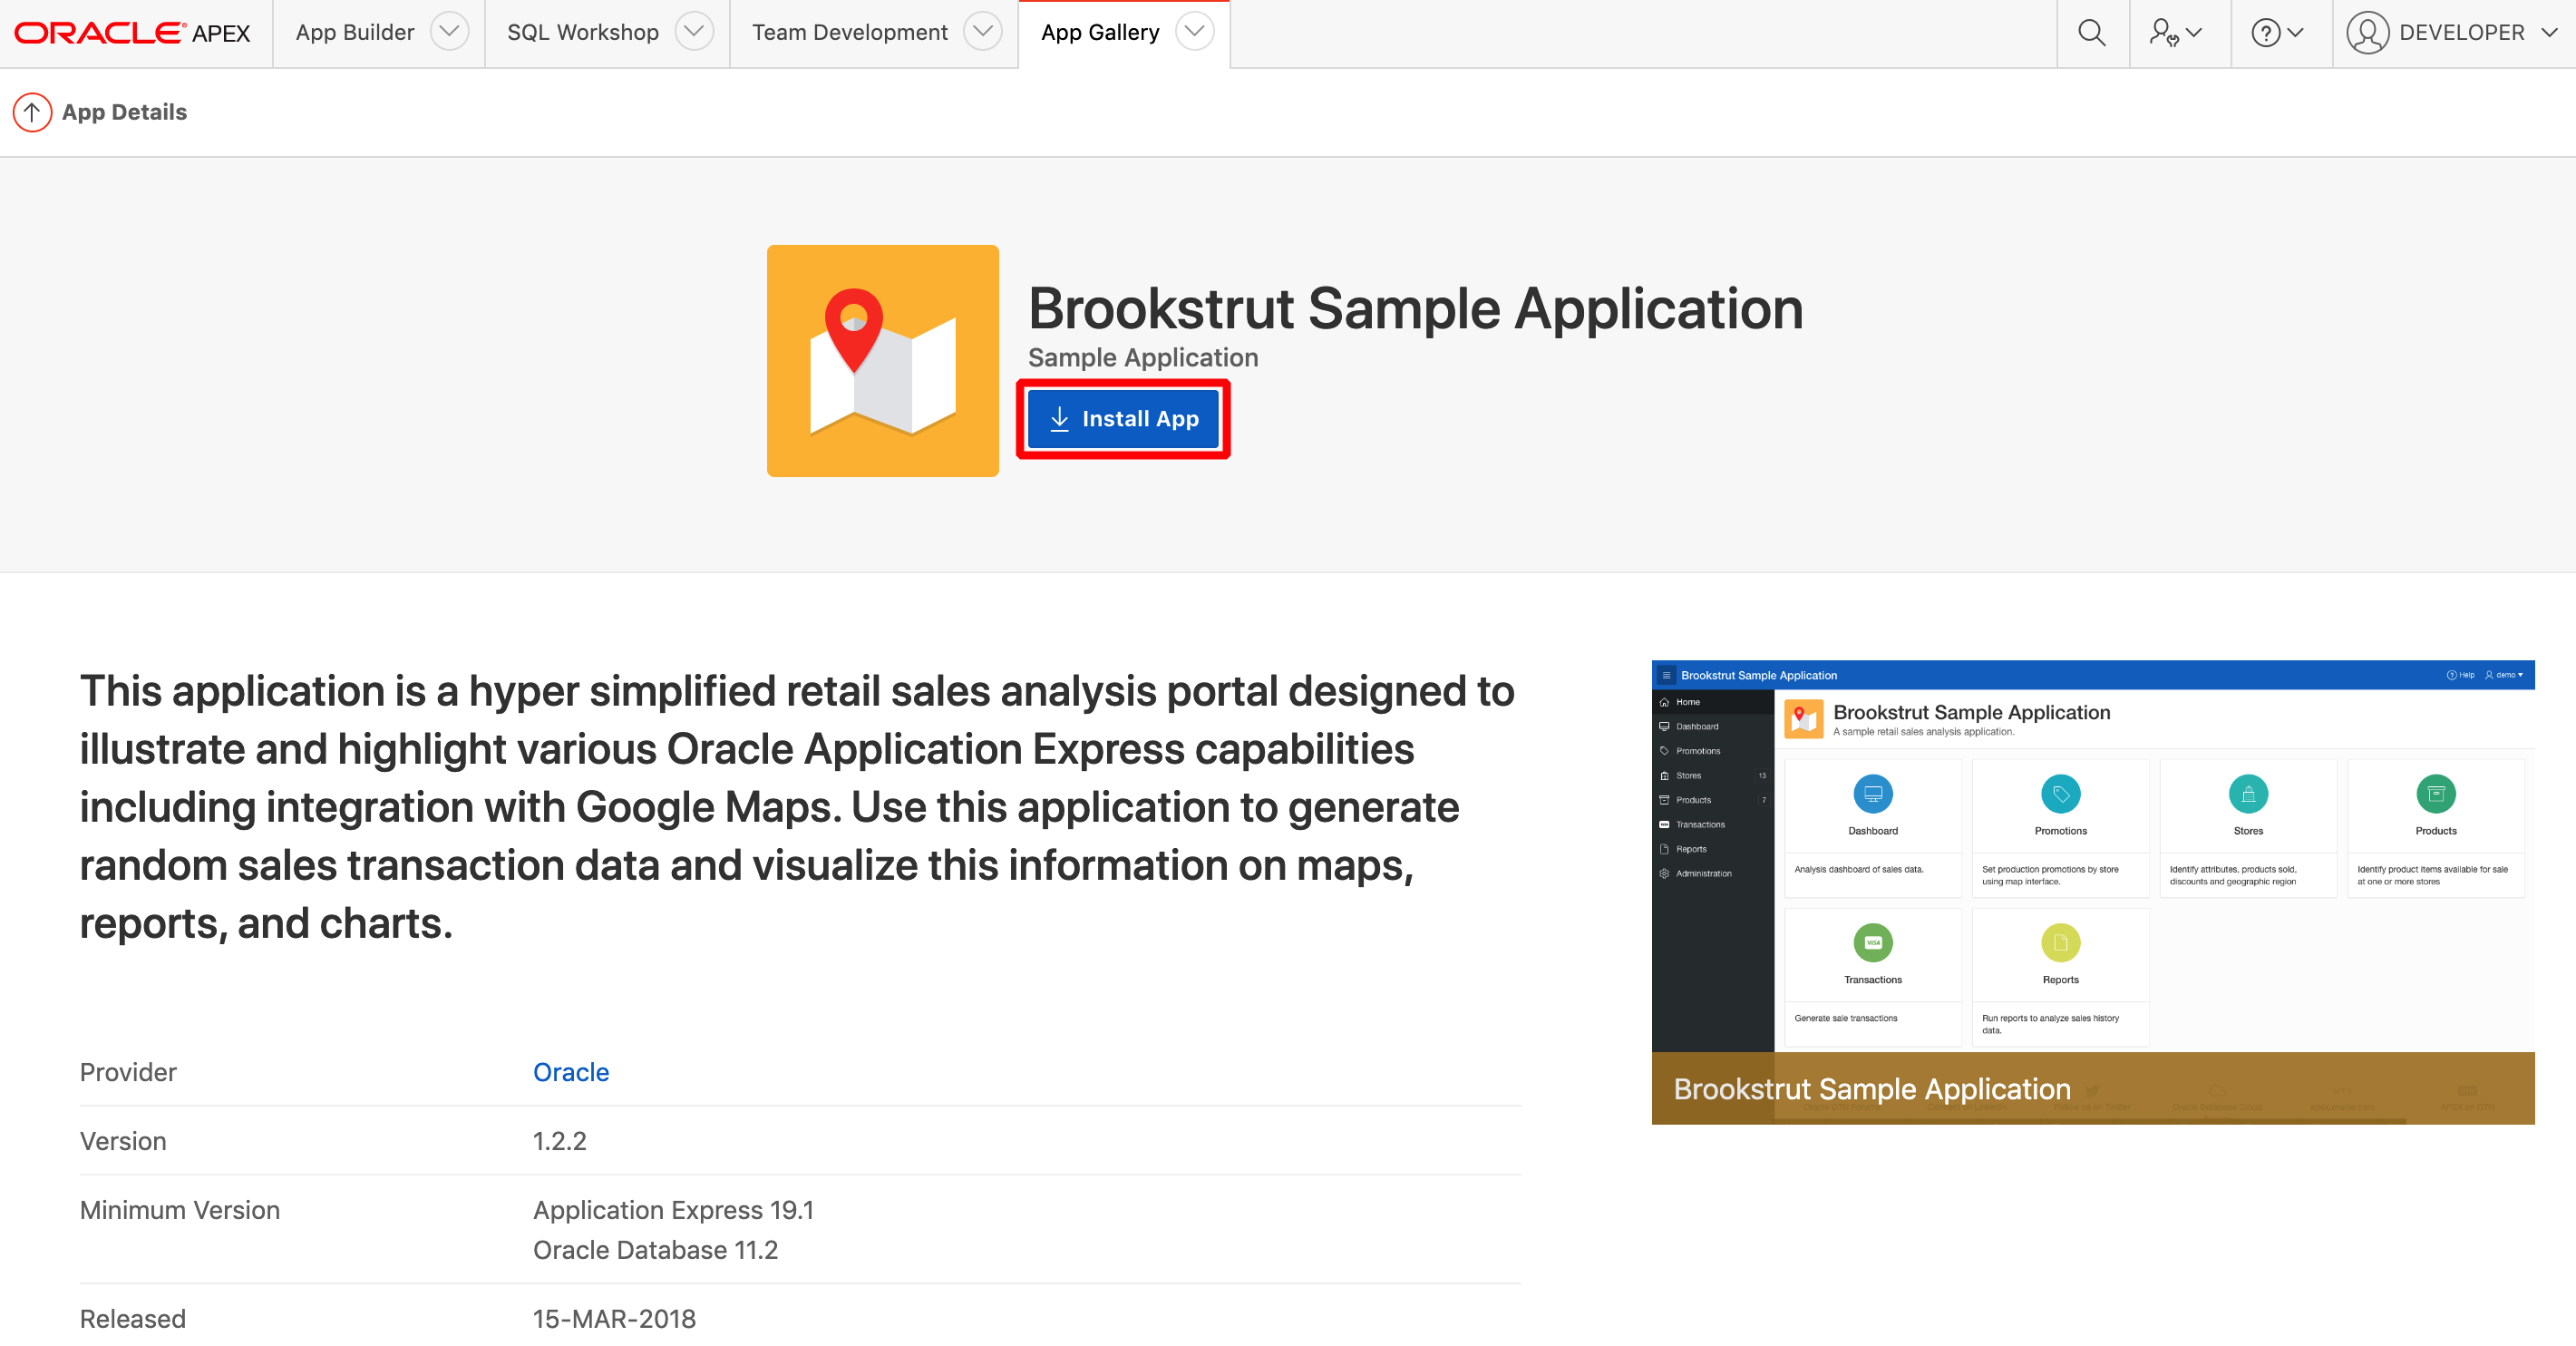 ORACLE APEX App Builder SQL Workshop Team Development App Gallery DEVELOPER
App Details
Brookstrut Sample Application
Sample Application
Install App
This application is a hyper simplified retail sales analysis portal designed to
illustrate and highlight various Oracle Application Express capabilities
including integration with Google Maps. Use this application to generate
random sales transaction data and visualize this information on maps,
reports, and charts.
Provider Oracle
Version 1.2.2
Minimum Version Application Express 19.1
Oracle Database 11.2
Released 15-MAR-2018
Brookstrut Sample Application Help demo
Home
Dashboard
Promotions
Stores 13
Products 7
Transactions
Reports
Administration
Brookstrut Sample Application
A sample retail sales analysis application.
Dashboard
Analysis dashboard of sales data.
Promotions
Set production promotions by store
using map interface.
Stores
Identify attributes, products sold,
discounts and geographic region
Products
Identify product items available for sale
at one or more stores
VISA
Transactions
Generate sale transactions
Reports
Run reports to analyze sales history
data.
Brookstrut Sample Application